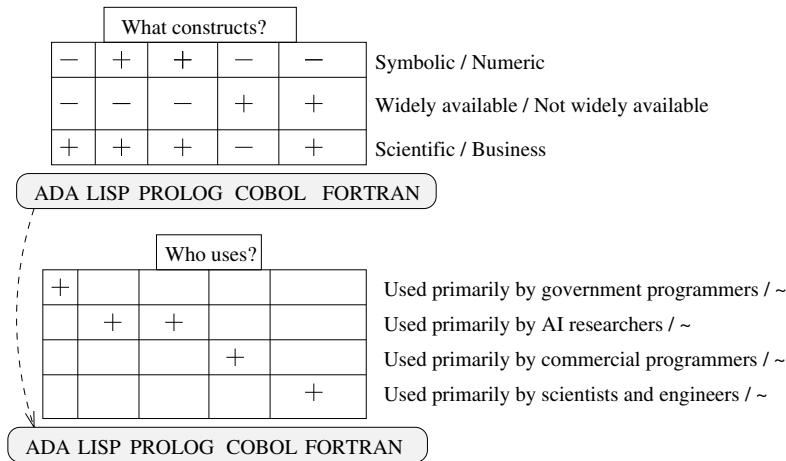 What constructs?
− + + − − Symbolic / Numeric
− − − + + Widely available / Not widely available
+ + + − + Scientific / Business
ADA LISP PROLOG COBOL FORTRAN
Who uses?
+ Used primarily by government programmers / ~
+ + Used primarily by AI researchers / ~
+ Used primarily by commercial programmers / ~
+ Used primarily by scientists and engineers / ~
ADA LISP PROLOG COBOL FORTRAN